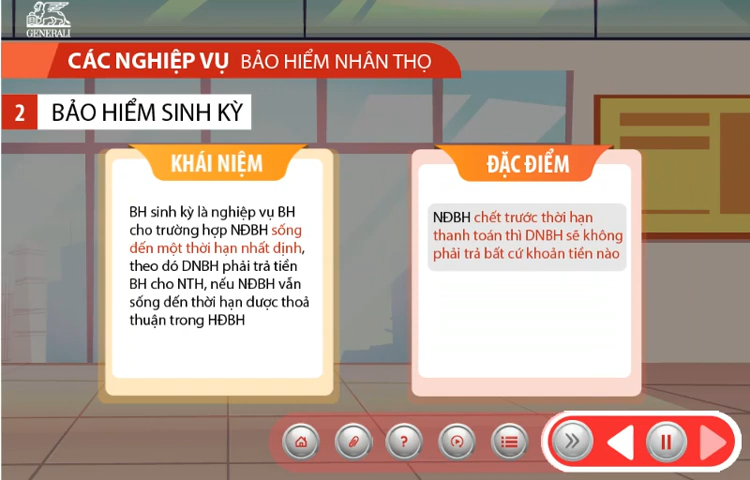 GENERALI
CÁC NGHIỆP VỤ BẢO HIỂM NHÂN THỌ
2 BẢO HIỂM SINH KỲ
KHÁI NIỆM
BH sinh kỳ là nghiệp vụ BH
cho trường hợp NĐBH sống
đến một thời hạn nhất định,
theo đó DNBH phải trả tiền
BH cho NTH, nếu NĐBH vẫn
sống đến thời hạn được thoả
thuận trong HĐBH
ĐẶC ĐIỂM
NĐBH chết trước thời hạn
thanh toán thì DNBH sẽ không
phải trả bất cứ khoản tiền nào
?